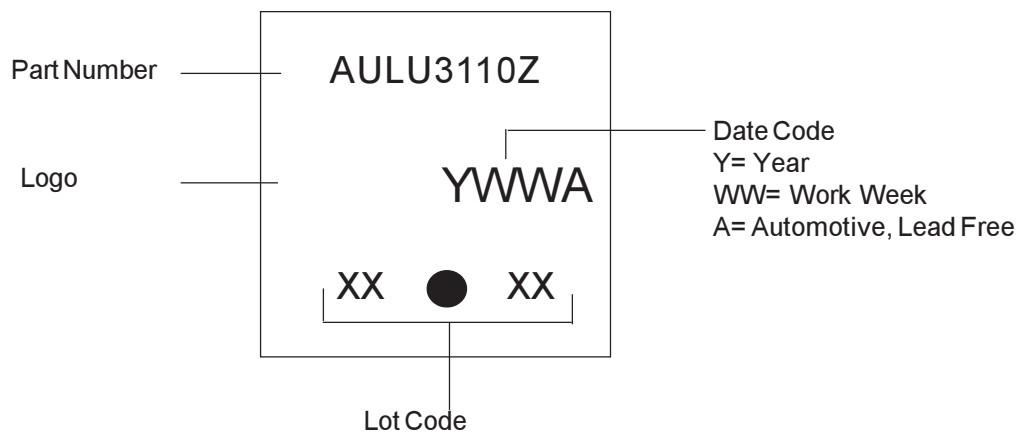 Part Number
AULU3110Z
Date Code
Y= Year
WW= Work Week
A= Automotive, Lead Free
Logo
YWWA
XX XX
Lot Code